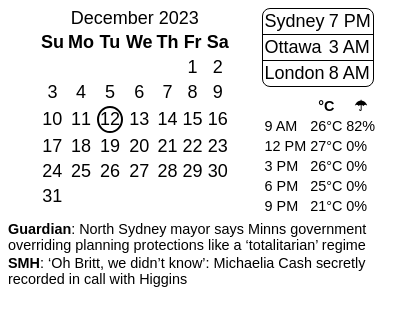 December 2023
Su Mo Tu We Th Fr Sa
1 2
3 4 5 6 7 8 9
10 11 12 13 14 15 16
17 18 19 20 21 22 23
24 25 26 27 28 29 30
31
Sydney 7 PM
Ottawa 3 AM
London 8 AM
°C ☂
9 AM 26°C 82%
12 PM 27°C 0%
3 PM 26°C 0%
6 PM 25°C 0%
9 PM 21°C 0%
Guardian: North Sydney mayor says Minns government
overriding planning protections like a ‘totalitarian’ regime
SMH: ‘Oh Britt, we didn’t know’: Michaelia Cash secretly
recorded in call with Higgins